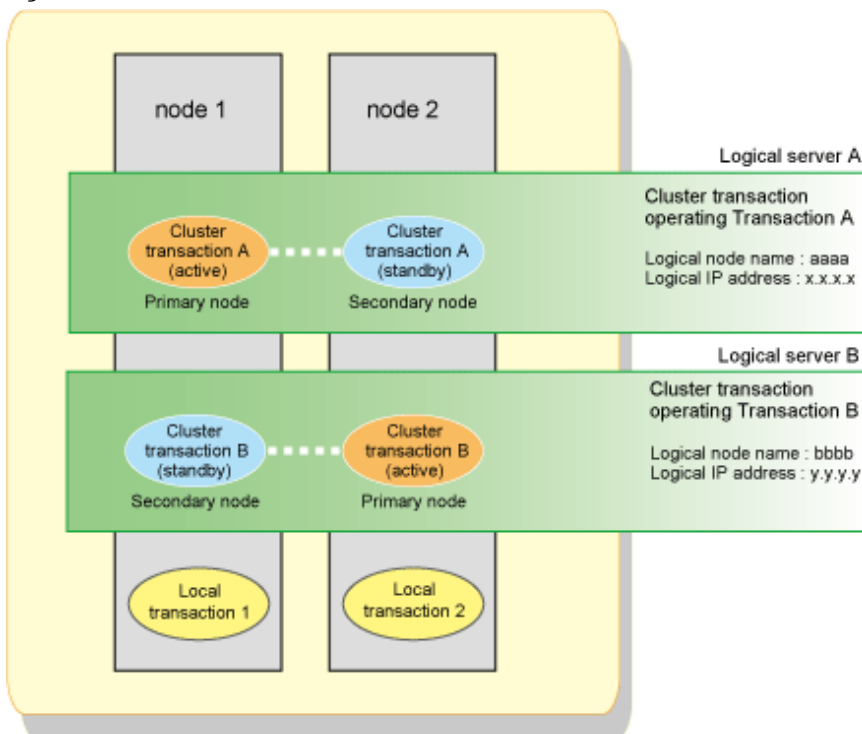 node 1
node 2
Logical server A
Cluster transaction A (active)
Primary node
Cluster transaction A (standby)
Secondary node
Cluster transaction
operating Transaction A
Logical node name : aaaa
Logical IP address : x.x.x.x
Logical server B
Cluster transaction B (standby)
Secondary node
Cluster transaction B (active)
Primary node
Cluster transaction
operating Transaction B
Logical node name : bbbb
Logical IP address : y.y.y.y
Local transaction 1
Local transaction 2